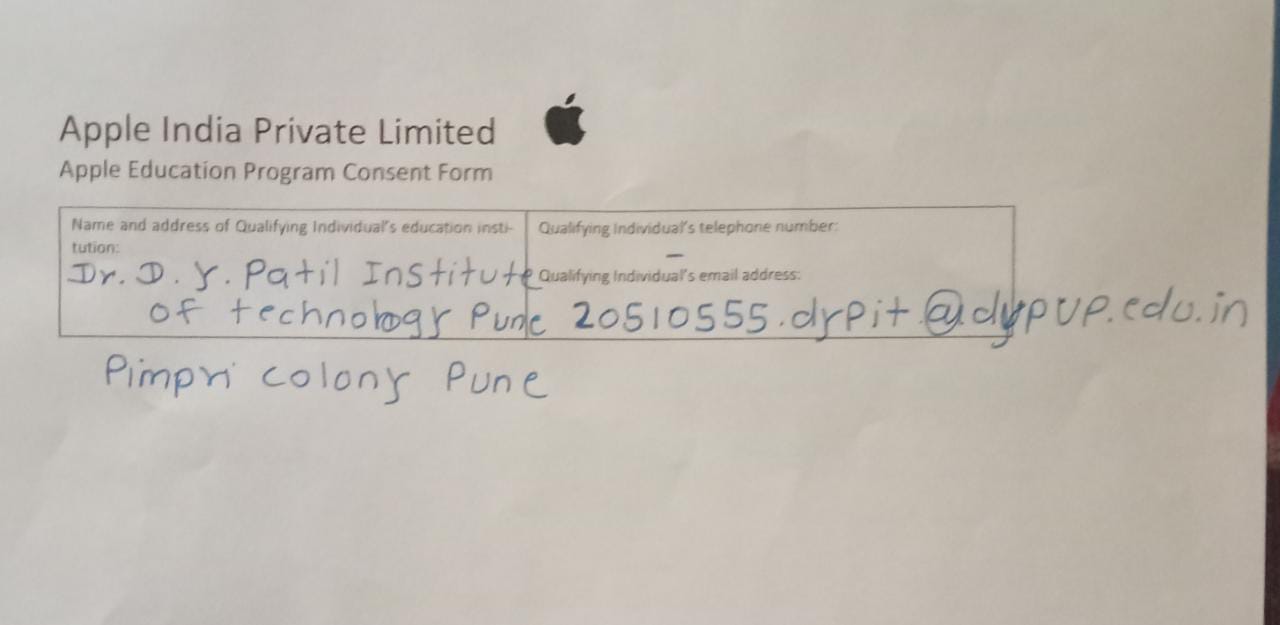 Apple India Private Limited
Apple Education Program Consent Form
Name and address of Qualifying Individual's education insti-
tution:
Dr. D. Y. Patil Institute
of technology Pune
Pimpri colony Pune
Qualifying Individual's telephone number:
–
Qualifying Individual's email address:
20510555.dypit@dypvp.edu.in